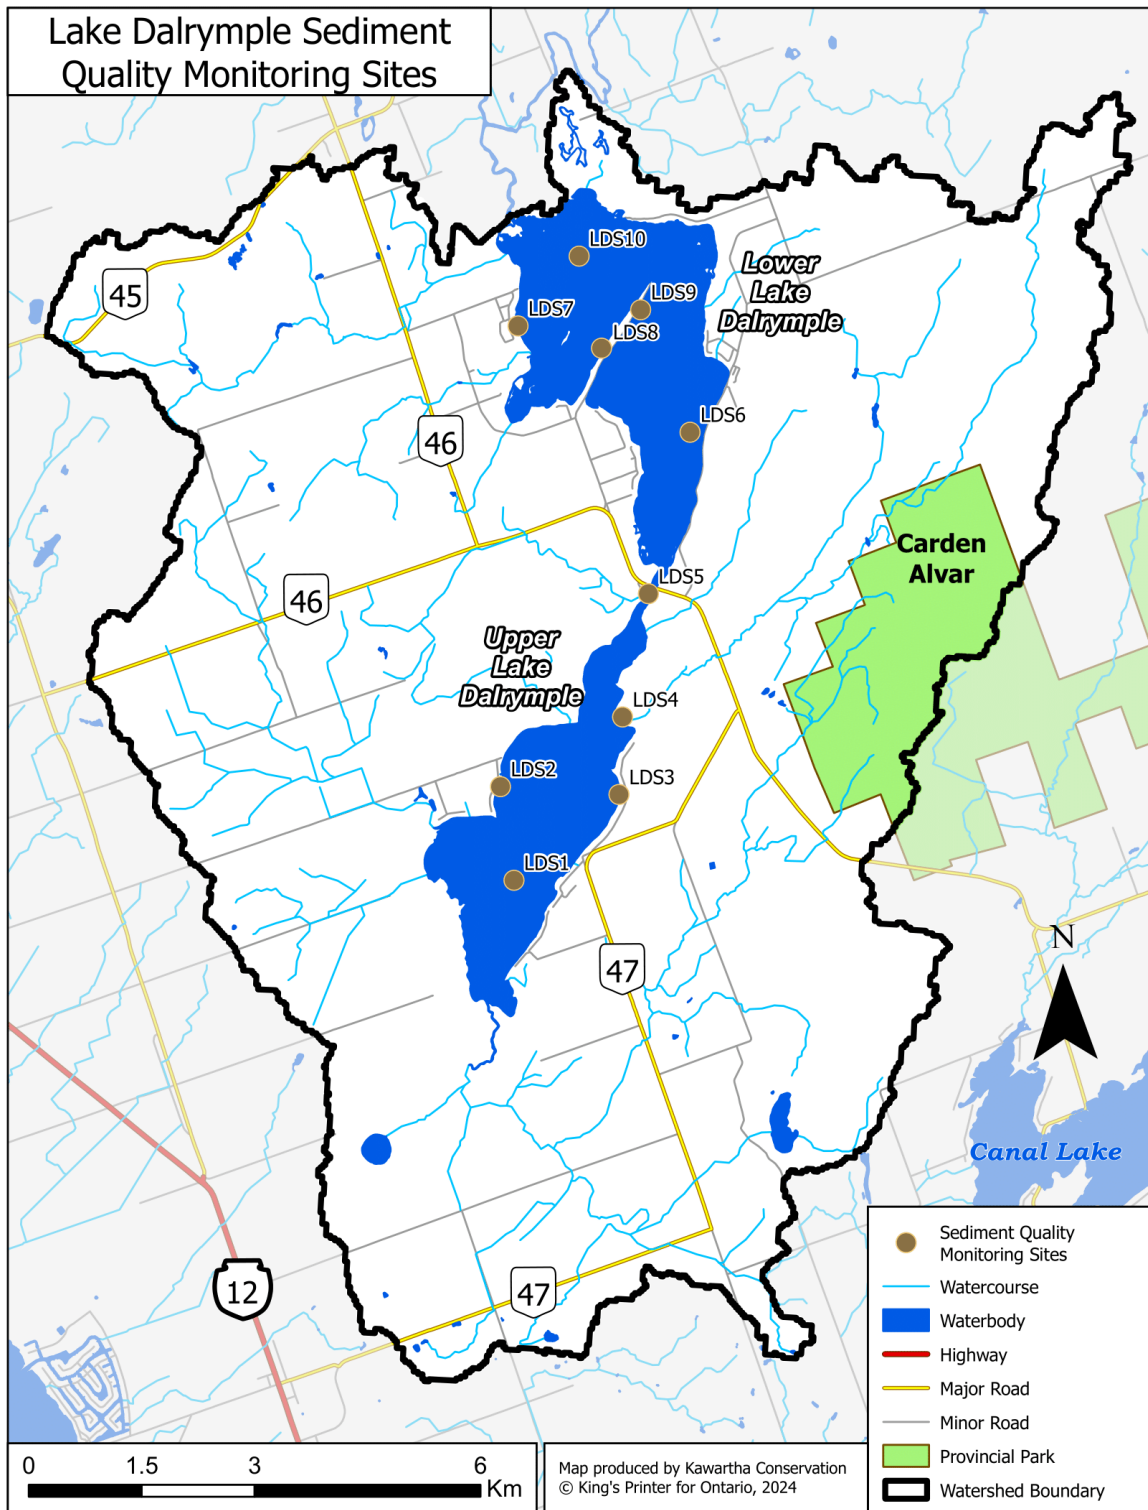 Lake Dalrymple Sediment
Quality Monitoring Sites
LDS10
Lower
Lake
Dalrymple
45
LDS9
LDS7
LDS8
LDS6
46
Carden
Alvar
LDS5
46
Upper
Lake
Dalrymple
LDS4
LDS2
LDS3
LDS1
N
47
Canal Lake
12
47
Sediment Quality
Monitoring Sites
Watercourse
Waterbody
Highway
Major Road
Minor Road
Provincial Park
Watershed Boundary
0 1.5 3 6
Km
Map produced by Kawartha Conservation
© King's Printer for Ontario, 2024